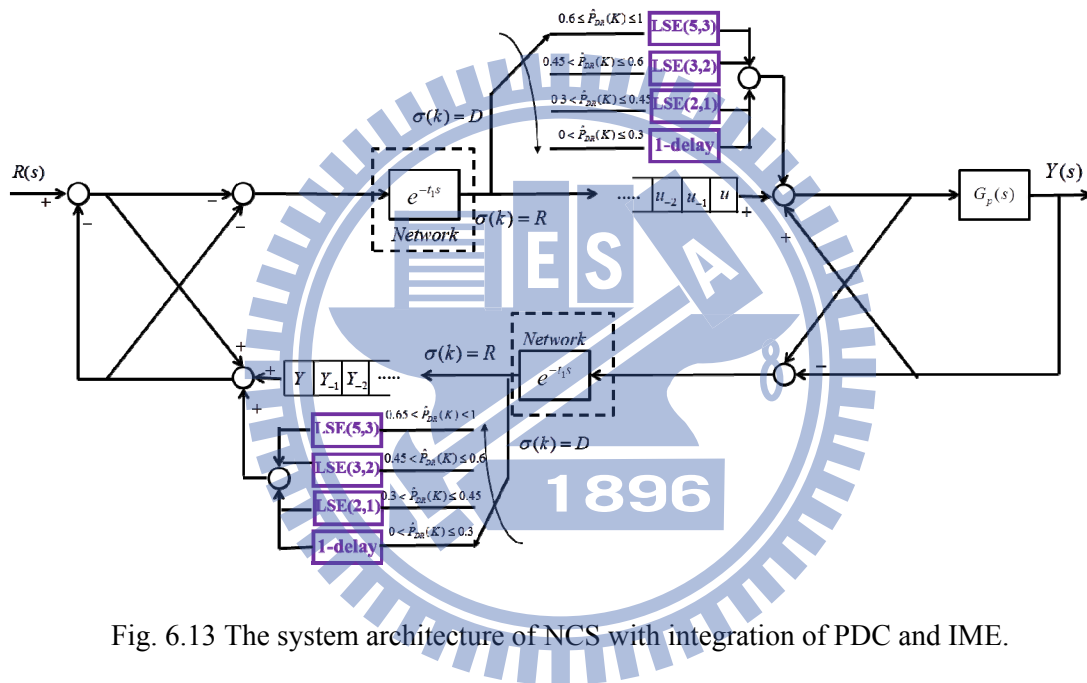 0.6 ≤ P̂_DR(K) ≤ 1
LSE(5,3)
0.45 < P̂_DR(K) ≤ 0.6
LSE(3,2)
0.3 < P̂_DR(K) ≤ 0.45
LSE(2,1)
σ(k) = D
0 < P̂_DR(K) ≤ 0.3
1-delay
R(s)
+
−
−
−
e^{-t_1 s}
Network
σ(k) = R
..... u_{-2} u_{-1} u
+
+
G_p(s)
Y(s)
E S A
Network
e^{-t_1 s}
−
σ(k) = R
+
+
+
Y Y_{-1} Y_{-2} .....
σ(k) = D
LSE(5,3)
0.65 < P̂_DR(K) < 1
LSE(3,2)
0.45 < P̂_DR(K) ≤ 0.6
LSE(2,1)
0.3 < P̂_DR(K) ≤ 0.45
1-delay
0 < P̂_DR(K) ≤ 0.3
1896
Fig. 6.13 The system architecture of NCS with integration of PDC and IME.